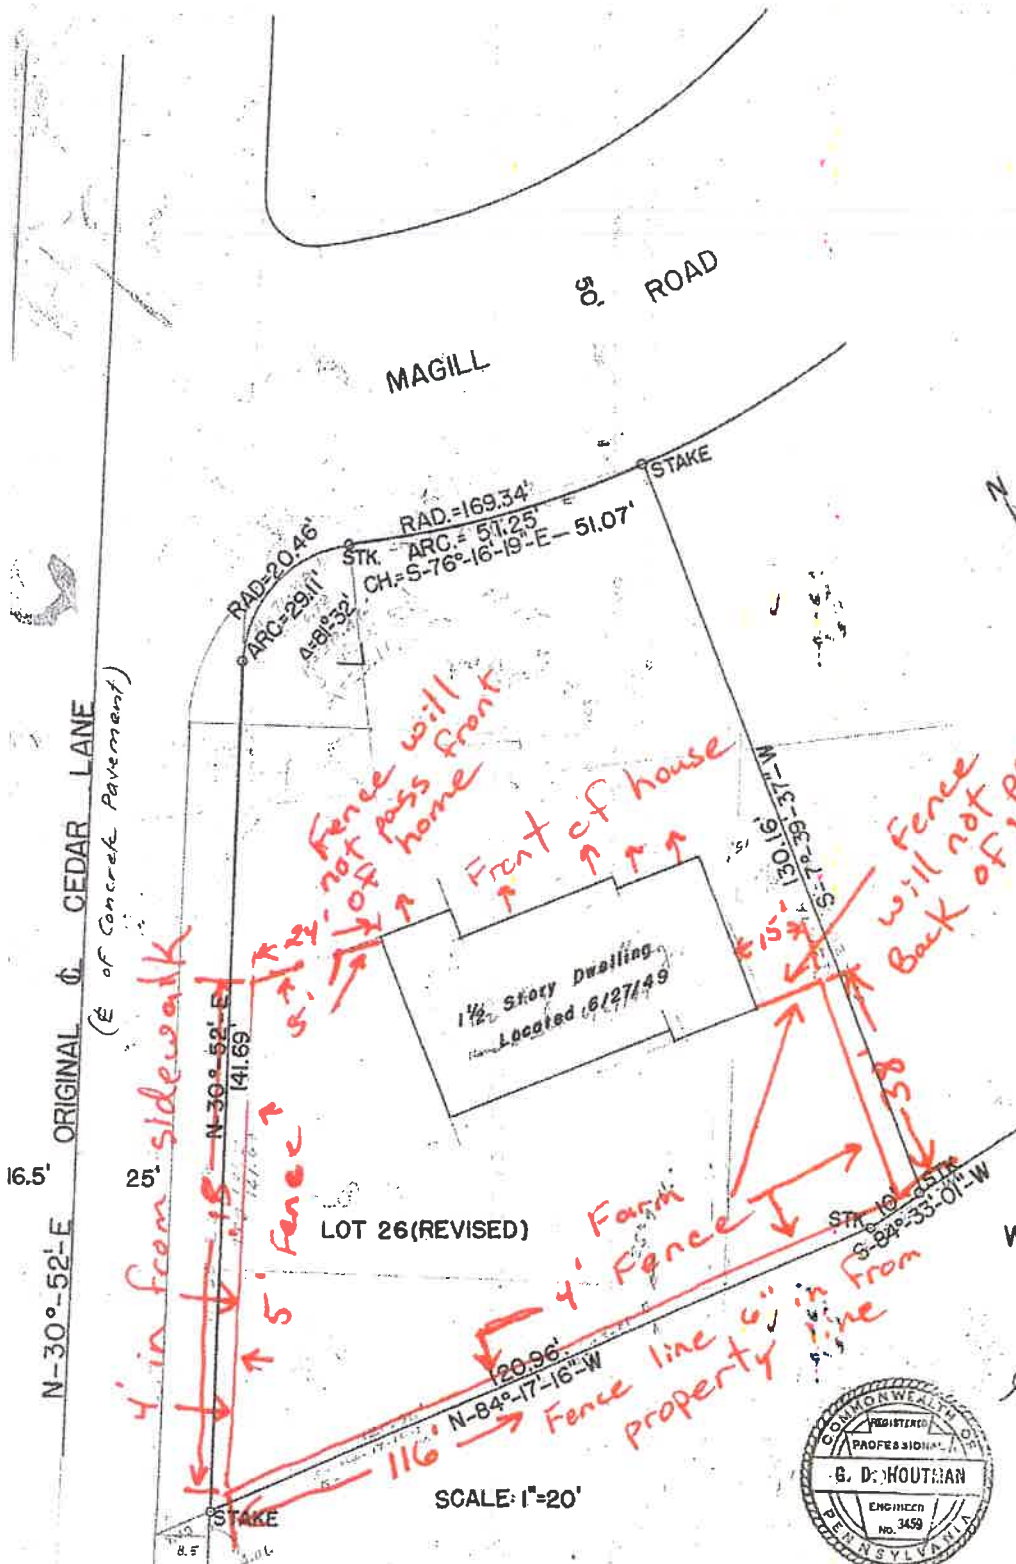 50' ROAD
MAGILL
STAKE
N
RAD.=169.34'
STK. ARC.= 51.25'
CH.=S-76°-16'-19"-E-51.07'
RAD=20.46'
ARC=29.11'
Δ=81°-32'
N-30°-52'-E ORIGINAL ℄ CEDAR LANE
(℄ of Concrete Pavement)
16.5'
25'
Fence will
not pass front
of home
Front of house
Fence
will not
Back of
S-7°-39'-37"-W
130.16'
15'
24'
5'
15'
1½ Story Dwelling
Located 6/27/49
4' in from sidewalk
N-30°-52'-E
141.69'
78
38'
5' Fence
LOT 26 (REVISED)
4' Farm
Fence
STK
10'
STK
S-84°-33'-01"-W
W
120.96'
N-84°-17'-16"-W
116'
Fence line 6" in from
property line
SCALE: 1"=20'
STAKE
8.5
COMMONWEALTH OF
REGISTERED
PROFESSIONAL
G. D. HOUTMAN
ENGINEER
No. 3459
PENNSYLVANIA